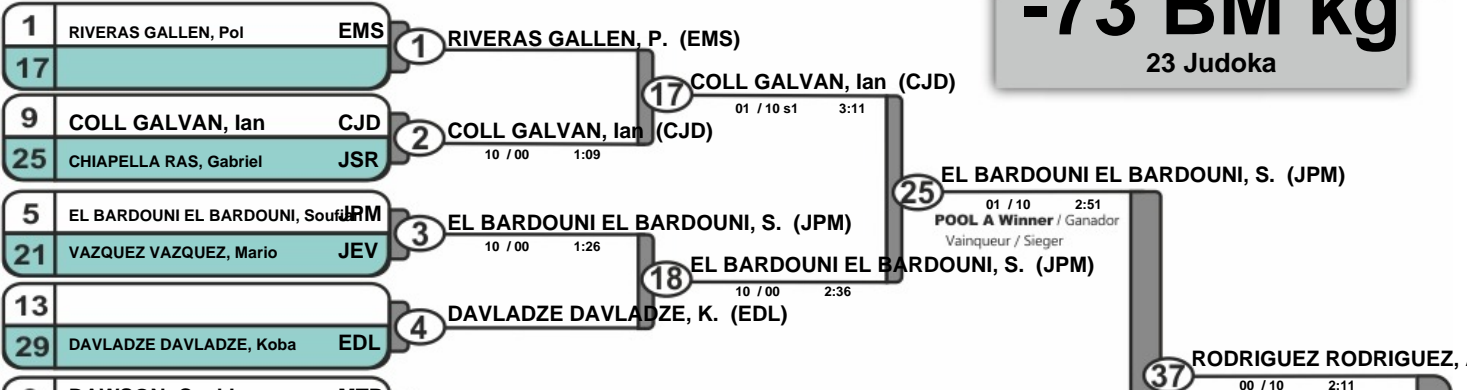 -73 BM kg
23 Judoka
1 RIVERAS GALLEN, Pol EMS
17
1 RIVERAS GALLEN, P. (EMS)
17 COLL GALVAN, Ian (CJD)
01 / 10 s1 3:11
9 COLL GALVAN, Ian CJD
25 CHIAPELLA RAS, Gabriel JSR
2 COLL GALVAN, Ian (CJD)
10 / 00 1:09
25 EL BARDOUNI EL BARDOUNI, S. (JPM)
01 / 10 2:51
POOL A Winner / Ganador
Vainqueur / Sieger
5 EL BARDOUNI EL BARDOUNI, Soufian JPM
21 VAZQUEZ VAZQUEZ, Mario JEV
3 EL BARDOUNI EL BARDOUNI, S. (JPM)
10 / 00 1:26
18 EL BARDOUNI EL BARDOUNI, S. (JPM)
10 / 00 2:36
13
29 DAVLADZE DAVLADZE, Koba EDL
4 DAVLADZE DAVLADZE, K. (EDL)
37 RODRIGUEZ RODRIGUEZ,
00 / 10 2:11